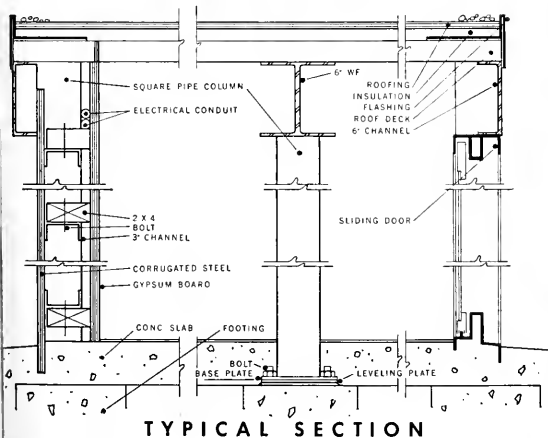 6" WF
SQUARE PIPE COLUMN
ELECTRICAL CONDUIT
ROOFING
INSULATION
FLASHING
ROOF DECK
6" CHANNEL
2 X 4
BOLT
3" CHANNEL
SLIDING DOOR
CORRUGATED STEEL
GYPSUM BOARD
CONC SLAB
FOOTING
BOLT
BASE PLATE
LEVELING PLATE
TYPICAL SECTION